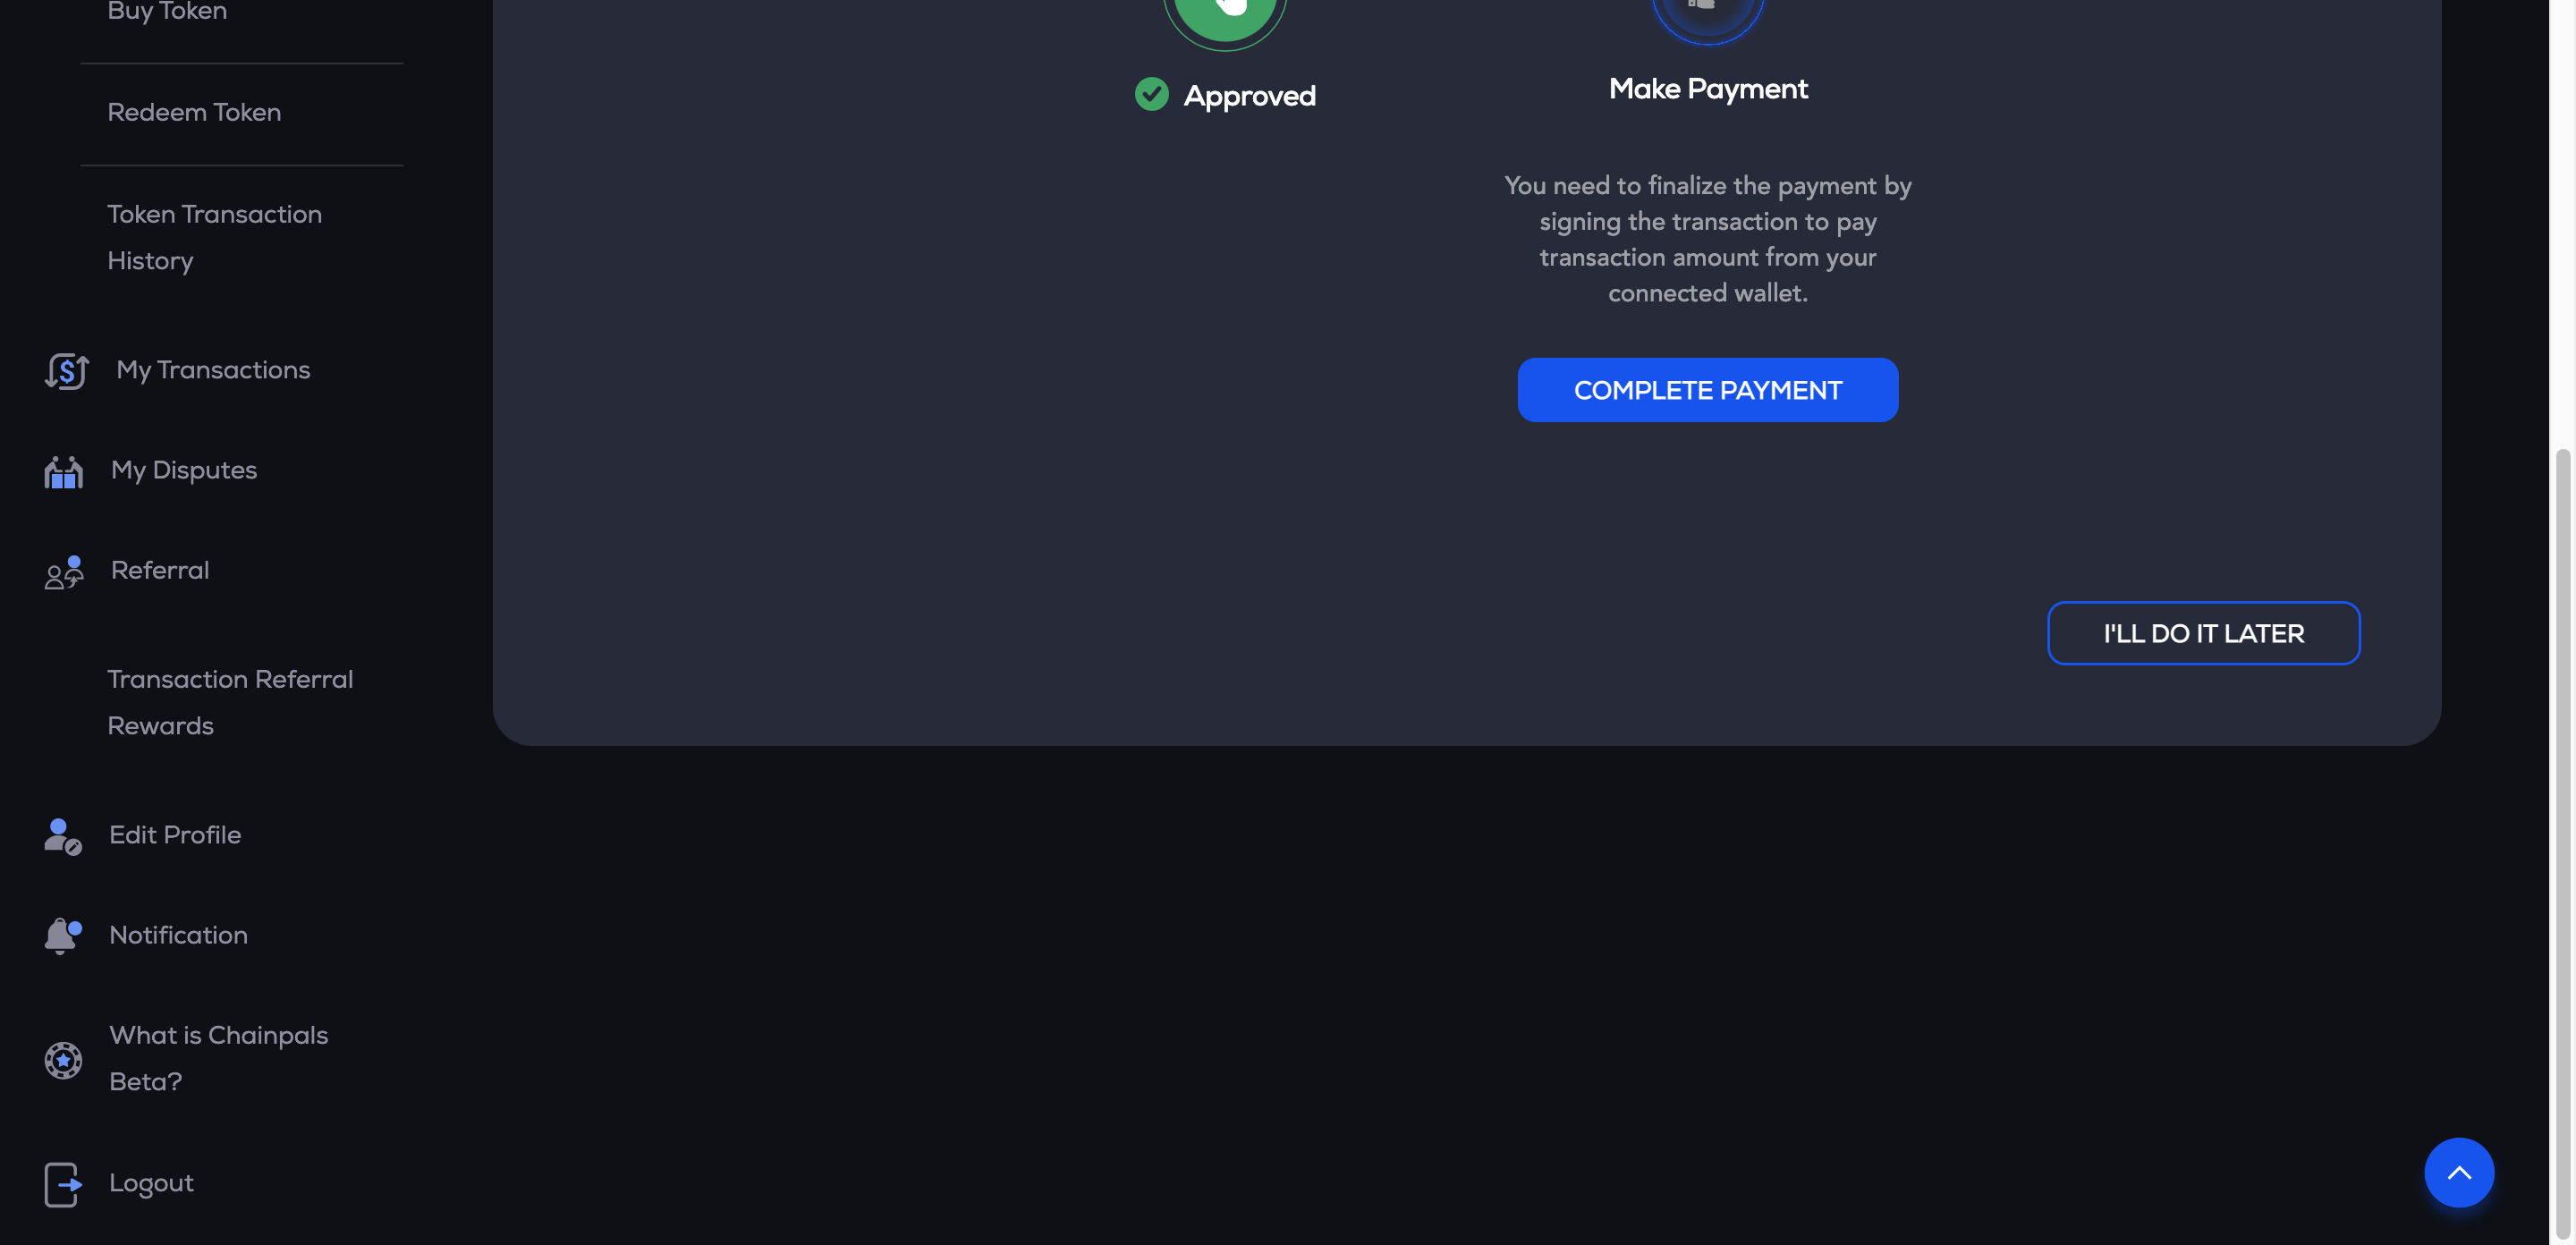 Buy Token
Redeem Token
Token Transaction
History
My Transactions
My Disputes
Referral
Transaction Referral
Rewards
Edit Profile
Notification
What is Chainpals
Beta?
Logout
Approved
Make Payment
You need to finalize the payment by
signing the transaction to pay
transaction amount from your
connected wallet.
COMPLETE PAYMENT
I'LL DO IT LATER